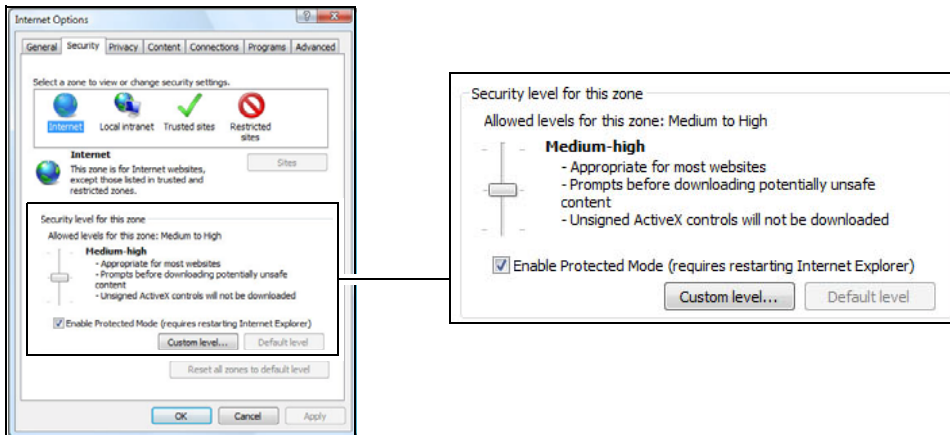 Internet Options
General Security Privacy Content Connections Programs Advanced
Select a zone to view or change security settings.
Internet Local intranet Trusted sites Restricted
sites
Internet
Sites
This zone is for Internet websites,
except those listed in trusted and
restricted zones.
Security level for this zone
Allowed levels for this zone: Medium to High
Medium-high
- Appropriate for most websites
- Prompts before downloading potentially unsafe
content
- Unsigned ActiveX controls will not be downloaded
Enable Protected Mode (requires restarting Internet Explorer)
Custom level... Default level
Reset all zones to default level
OK Cancel Apply
Security level for this zone
Allowed levels for this zone: Medium to High
Medium-high
- Appropriate for most websites
- Prompts before downloading potentially unsafe
content
- Unsigned ActiveX controls will not be downloaded
Enable Protected Mode (requires restarting Internet Explorer)
Custom level... Default level